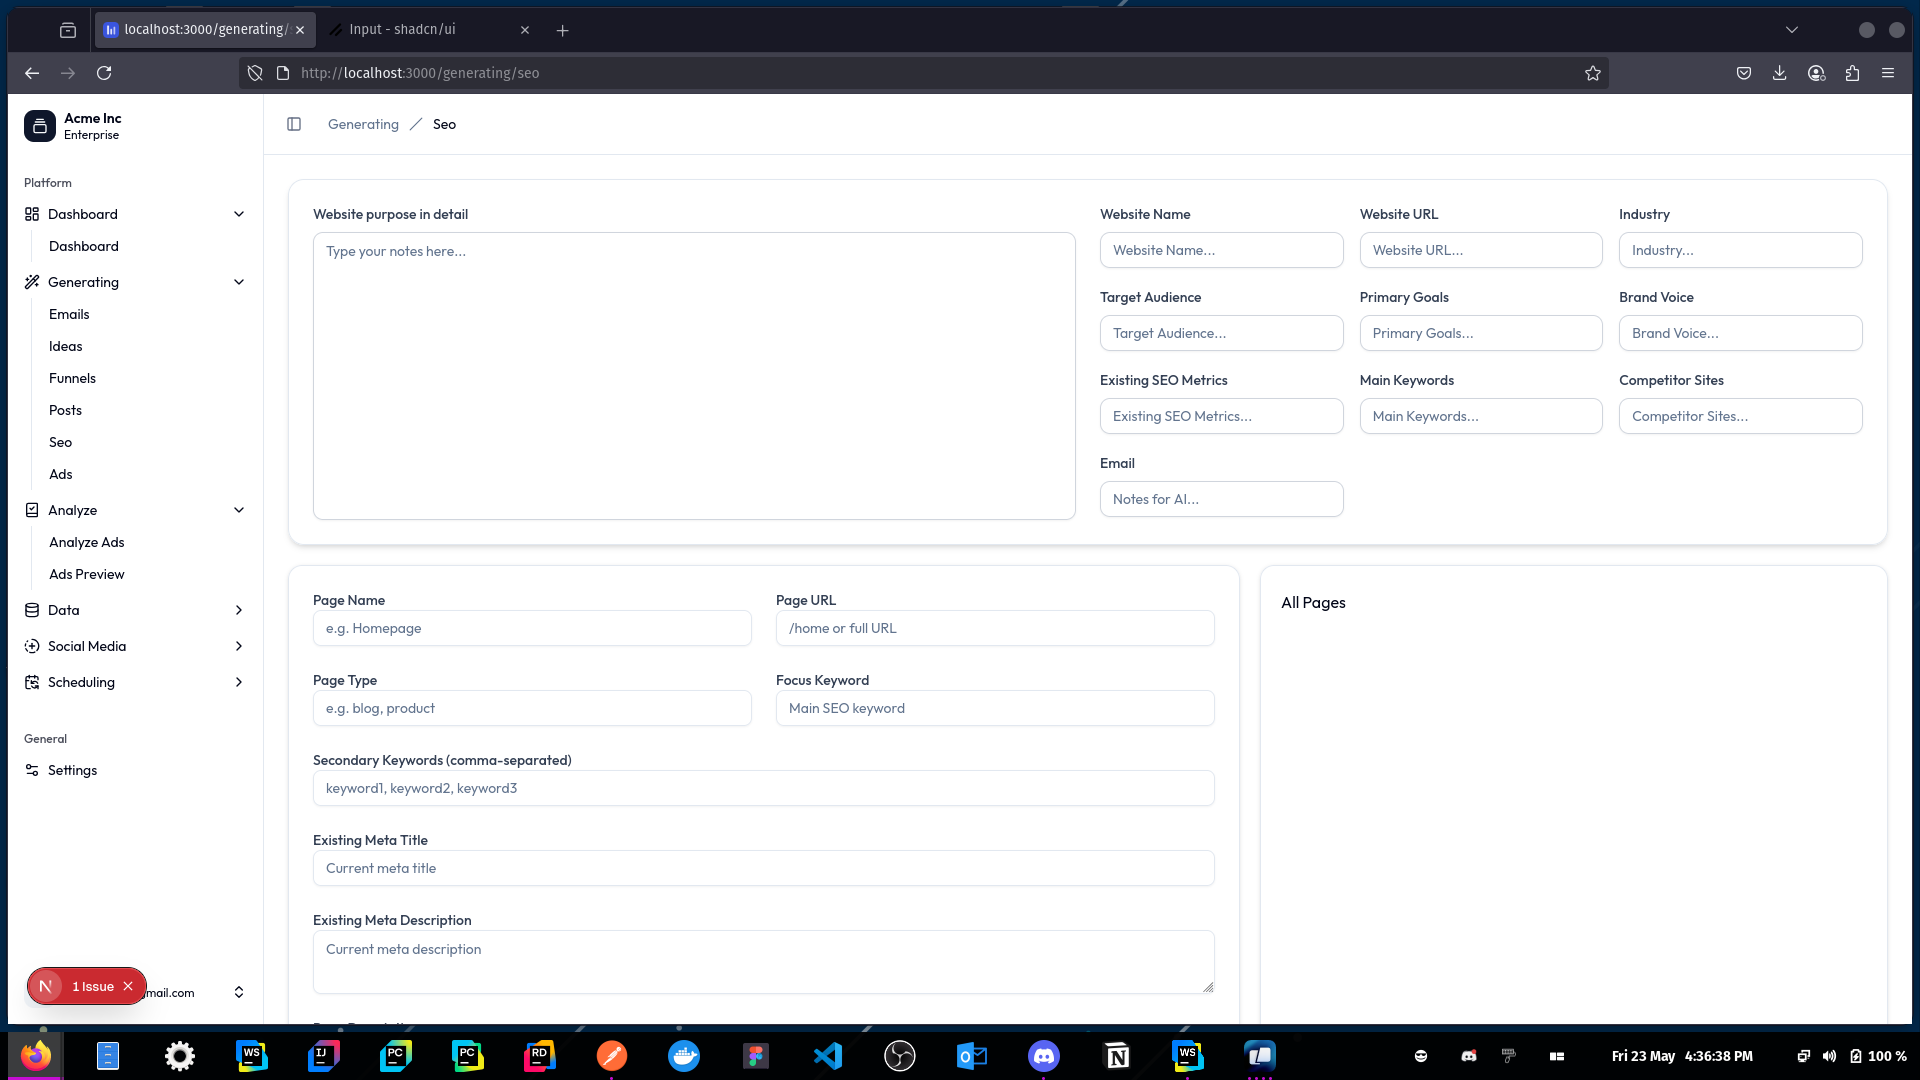 localhost:3000/generating/
Input - shadcn/ui
http://localhost:3000/generating/seo
Acme Inc
Enterprise
Platform
Dashboard
Dashboard
Generating
Emails
Ideas
Funnels
Posts
Seo
Ads
Analyze
Analyze Ads
Ads Preview
Data
Social Media
Scheduling
General
Settings
N 1 Issue
gmail.com
Generating / Seo
Website purpose in detail
Type your notes here...
Website Name
Website Name...
Website URL
Website URL...
Industry
Industry...
Target Audience
Target Audience...
Primary Goals
Primary Goals...
Brand Voice
Brand Voice...
Existing SEO Metrics
Existing SEO Metrics...
Main Keywords
Main Keywords...
Competitor Sites
Competitor Sites...
Email
Notes for AI...
Page Name
e.g. Homepage
Page URL
/home or full URL
Page Type
e.g. blog, product
Focus Keyword
Main SEO keyword
Secondary Keywords (comma-separated)
keyword1, keyword2, keyword3
Existing Meta Title
Current meta title
Existing Meta Description
Current meta description
All Pages
WS
IJ
PC
PC
RD
WS
Fri 23 May 4:36:38 PM
100 %